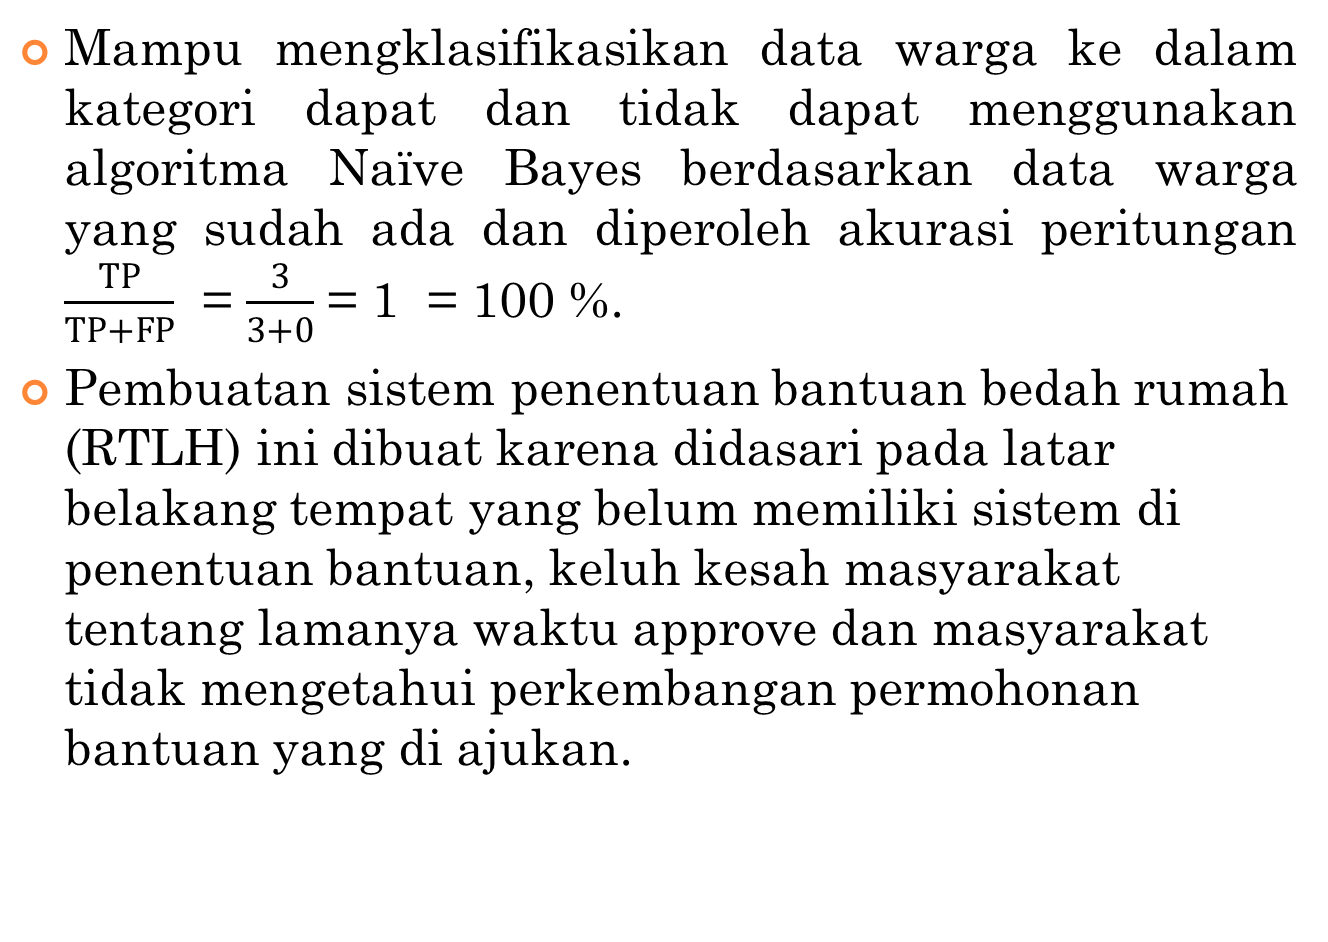 Mampu mengklasifikasikan data warga ke dalam
kategori dapat dan tidak dapat menggunakan
algoritma Naïve Bayes berdasarkan data warga
yang sudah ada dan diperoleh akurasi peritungan
TP/TP+FP = 3/3+0 = 1 = 100 %.
Pembuatan sistem penentuan bantuan bedah rumah
(RTLH) ini dibuat karena didasari pada latar
belakang tempat yang belum memiliki sistem di
penentuan bantuan, keluh kesah masyarakat
tentang lamanya waktu approve dan masyarakat
tidak mengetahui perkembangan permohonan
bantuan yang di ajukan.